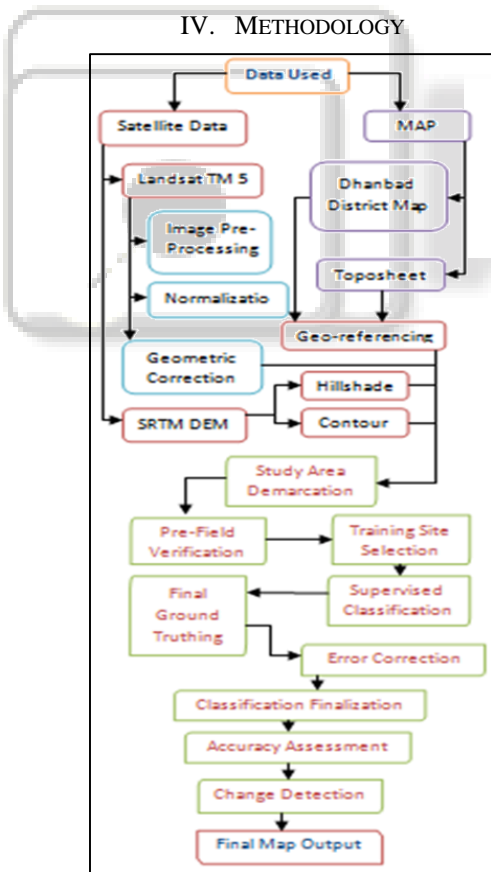 IV. METHODOLOGY
Data Used
Satellite Data
MAP
Landsat TM 5
Dhanbad
District Map
Image Pre-
Processing
Toposheet
Normalizatio
Geo-referencing
Geometric
Correction
Hillshade
SRTM DEM
Contour
Study Area
Demarcation
Pre-Field
Verification
Training Site
Selection
Final
Ground
Truthing
Supervised
Classification
Error Correction
Classification Finalization
Accuracy Assessment
Change Detection
Final Map Output